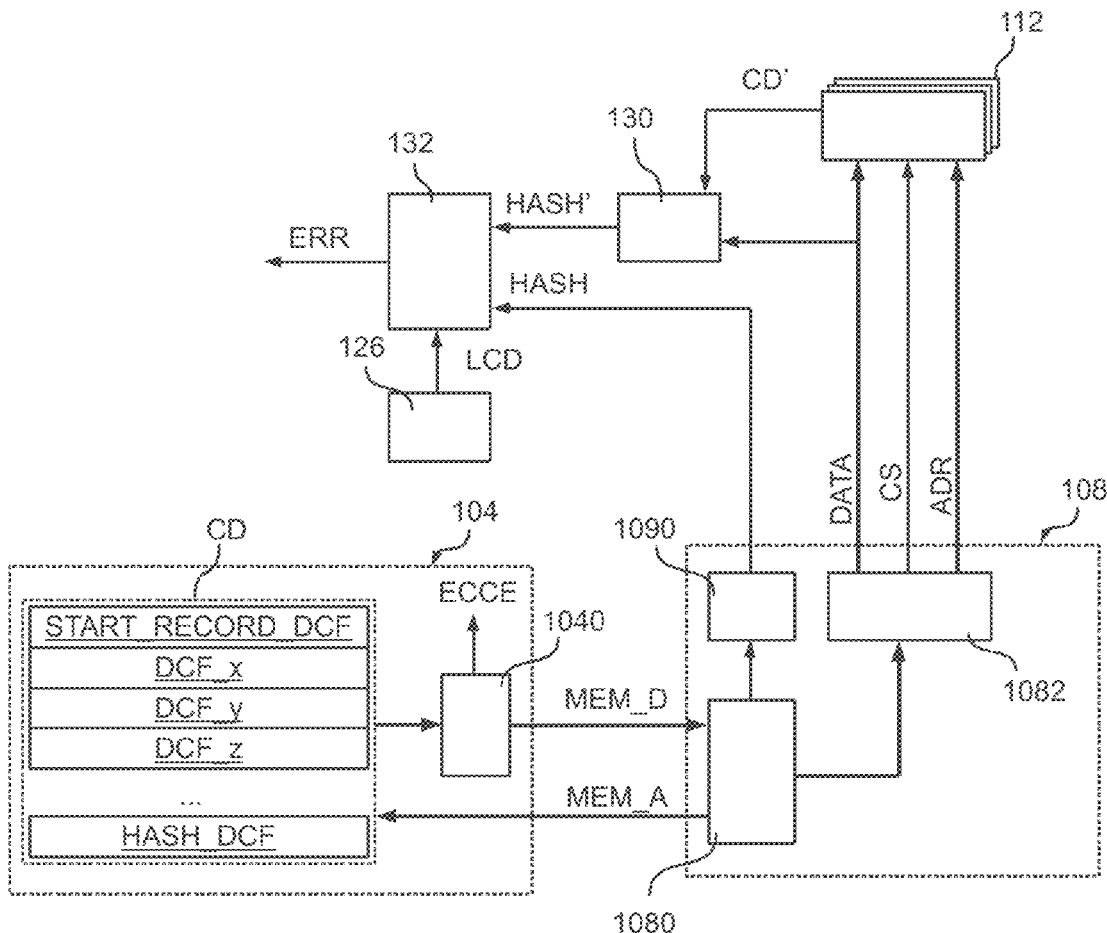 112
CD'
130
132
HASH'
ERR
HASH
126
LCD
DATA
CS
ADR
108
104
CD
1090
ECCE
1040
START_RECORD_DCF
DCF_x
1082
MEM_D
DCF_y
DCF_z
MEM_A
...
HASH_DCF
1080